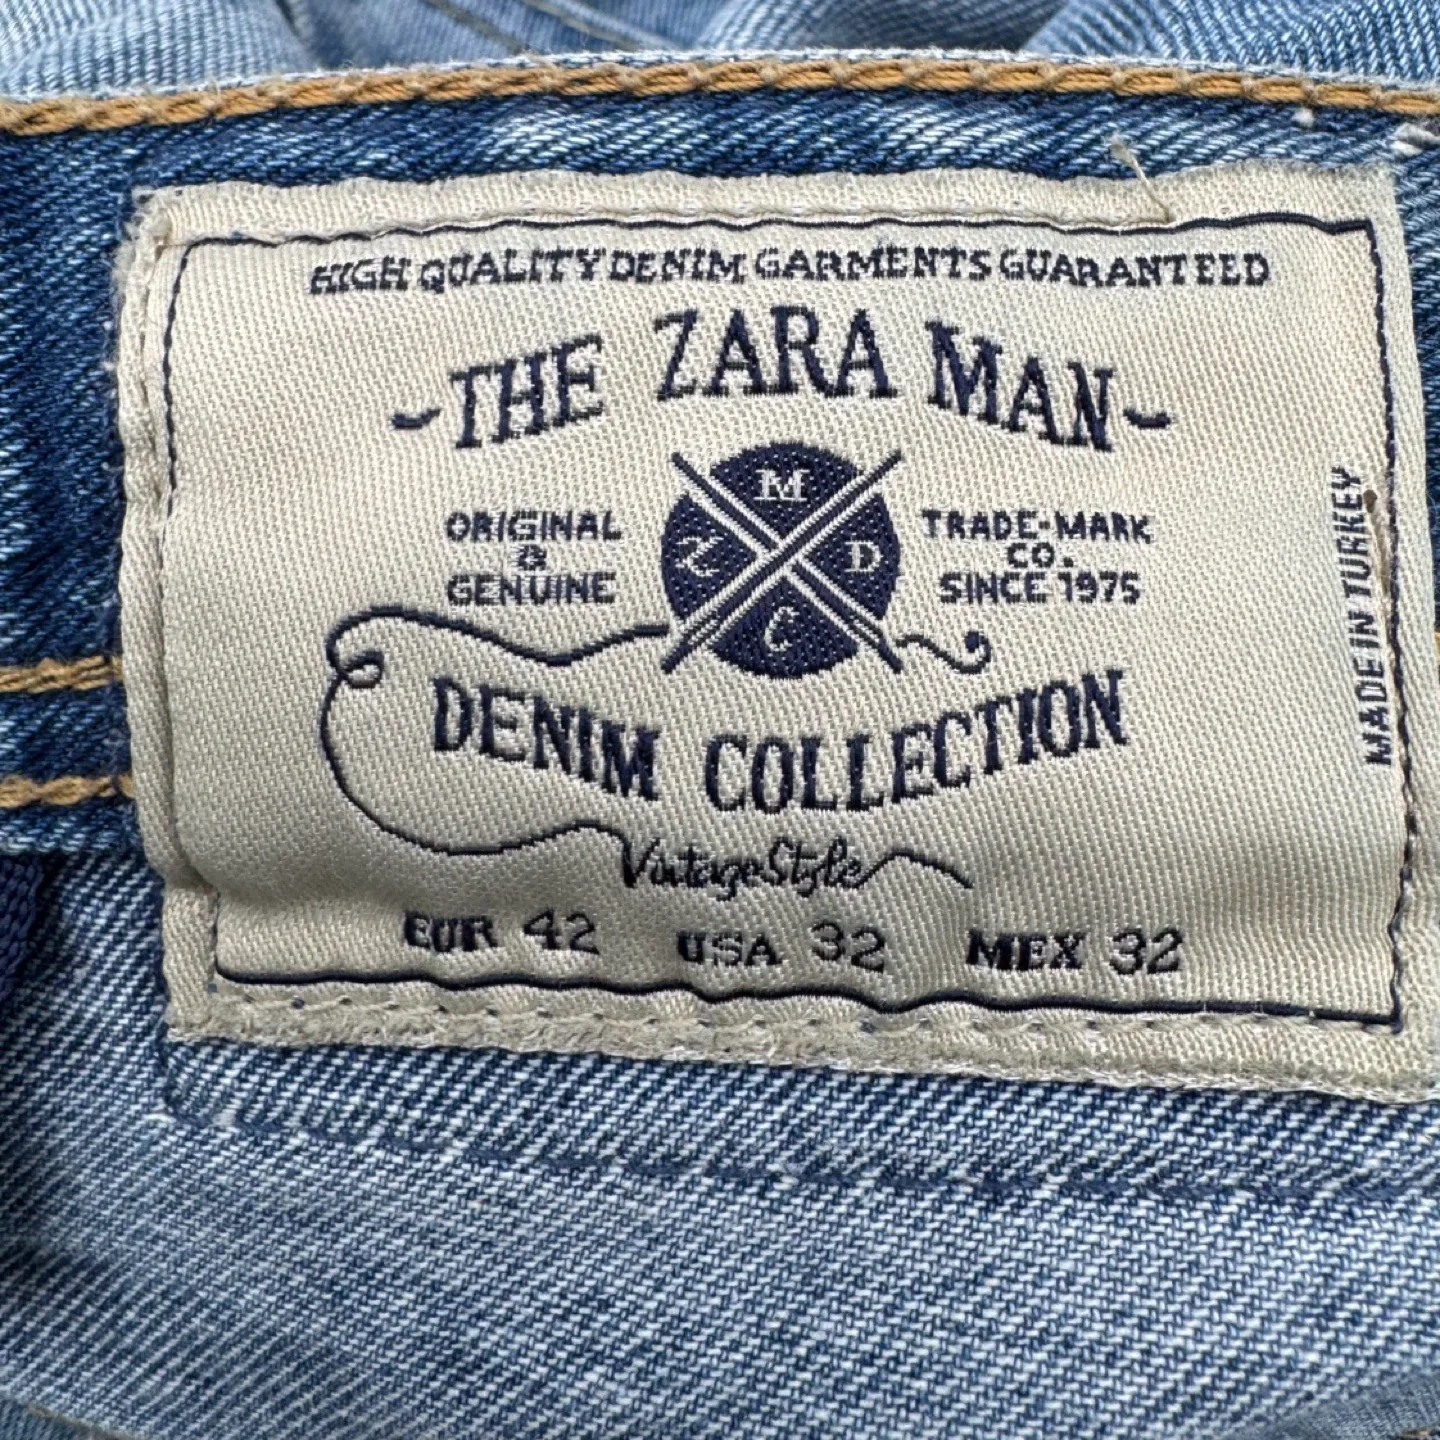 HIGH QUALITY DENIM GARMENTS GUARANTEED
THE ZARA MAN
M
Z D
C
ORIGINAL
&
GENUINE
TRADE-MARK
CO.
SINCE 1975
DENIM COLLECTION
Vintage Style
EUR 42 USA 32 MEX 32
MADE IN TURKEY